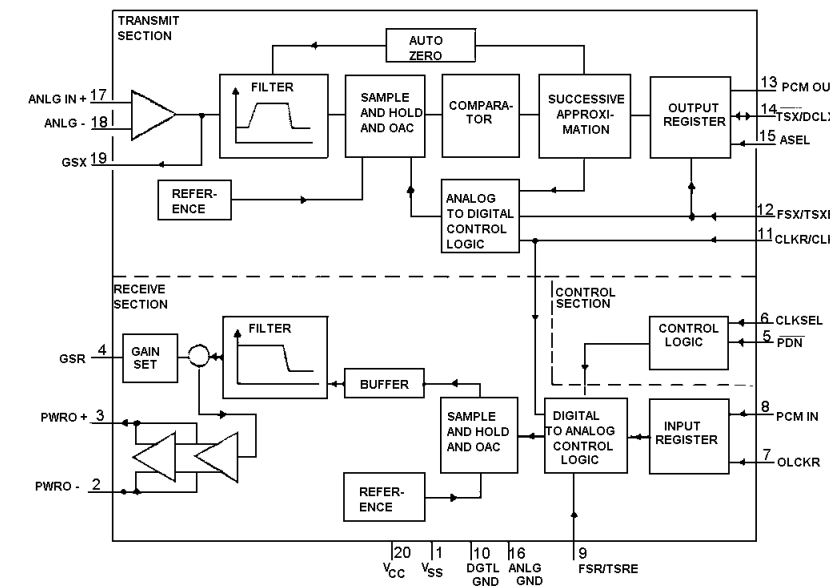 TRANSMIT
SECTION
AUTO
ZERO
FILTER
SAMPLE
AND HOLD
AND OAC
COMPARA-
TOR
SUCCESSIVE
APPROXI-
MATION
OUTPUT
REGISTER
13 PCM OU
14 TSX/DCLX
15 ASEL
ANLG IN + 17
ANLG - 18
GSX 19
REFER-
ENCE
ANALOG
TO DIGITAL
CONTROL
LOGIC
12 FSX/TSXE
11 CLKR/CLK
RECEIVE
SECTION
CONTROL
SECTION
FILTER
GSR 4
GAIN
SET
BUFFER
CONTROL
LOGIC
6 CLKSEL
5 PDN
PWRO + 3
PWRO - 2
SAMPLE
AND HOLD
AND OAC
DIGITAL
TO ANALOG
CONTROL
LOGIC
INPUT
REGISTER
8 PCM IN
7 OLCKR
REFER-
ENCE
20
VCC
1
VSS
10
DGTL
GND
16
ANLG
GND
9
FSR/TSRE